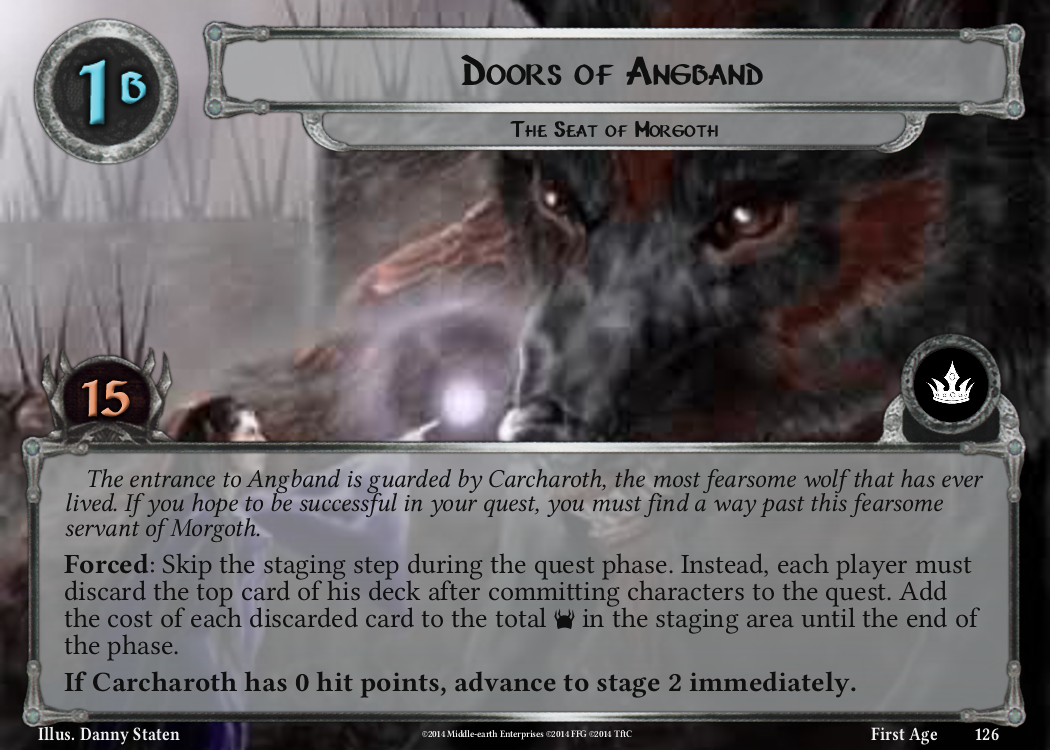 1B
Doors of Angband
The Seat of Morgoth
15
The entrance to Angband is guarded by Carcharoth, the most fearsome wolf that has ever
lived. If you hope to be successful in your quest, you must find a way past this fearsome
servant of Morgoth.
Forced: Skip the staging step during the quest phase. Instead, each player must
discard the top card of his deck after committing characters to the quest. Add
the cost of each discarded card to the total in the staging area until the end of
the phase.
If Carcharoth has 0 hit points, advance to stage 2 immediately.
Illus. Danny Staten
©2014 Middle-earth Enterprises ©2014 FFG ©2014 TftC
First Age 126